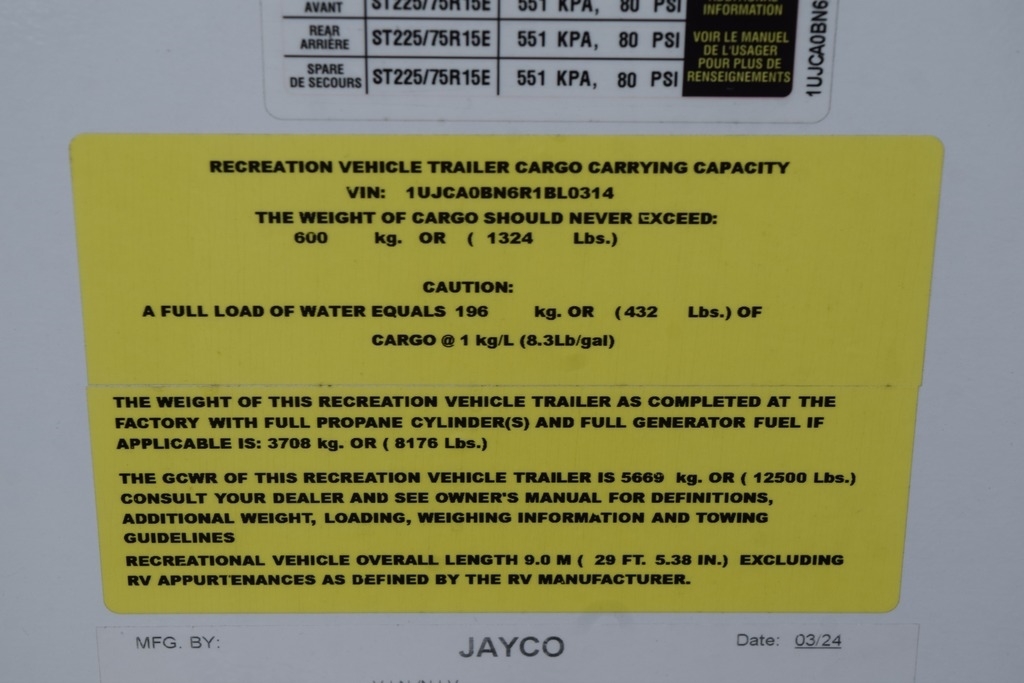 AVANT ST225/75R15E 551 KPA, 80 PSI
REAR
ARRIÈRE ST225/75R15E 551 KPA, 80 PSI
SPARE
DE SECOURS ST225/75R15E 551 KPA, 80 PSI
INFORMATION
VOIR LE MANUEL
DE L'USAGER
POUR PLUS DE
RENSEIGNEMENTS
1UJCA0BN6
RECREATION VEHICLE TRAILER CARGO CARRYING CAPACITY
VIN: 1UJCA0BN6R1BL0314
THE WEIGHT OF CARGO SHOULD NEVER EXCEED:
600 kg. OR ( 1324 Lbs.)
CAUTION:
A FULL LOAD OF WATER EQUALS 196 kg. OR (432 Lbs.) OF
CARGO @ 1 kg/L (8.3Lb/gal)
THE WEIGHT OF THIS RECREATION VEHICLE TRAILER AS COMPLETED AT THE
FACTORY WITH FULL PROPANE CYLINDER(S) AND FULL GENERATOR FUEL IF
APPLICABLE IS: 3708 kg. OR ( 8176 Lbs.)
THE GCWR OF THIS RECREATION VEHICLE TRAILER IS 5669 kg. OR ( 12500 Lbs.)
CONSULT YOUR DEALER AND SEE OWNER'S MANUAL FOR DEFINITIONS,
ADDITIONAL WEIGHT, LOADING, WEIGHING INFORMATION AND TOWING
GUIDELINES
RECREATIONAL VEHICLE OVERALL LENGTH 9.0 M ( 29 FT. 5.38 IN.) EXCLUDING
RV APPURTENANCES AS DEFINED BY THE RV MANUFACTURER.
MFG. BY: JAYCO Date: 03/24